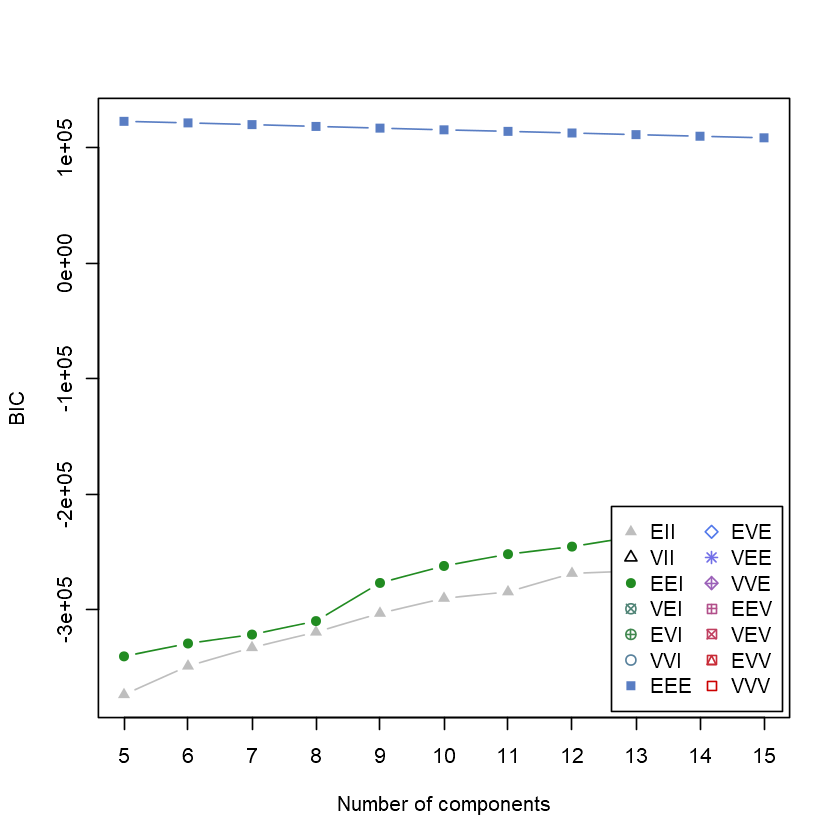 BIC
1e+05
0e+00
-1e+05
-2e+05
-3e+05
EII EVE
VII VEE
EEI VVE
VEI EEV
EVI VEV
VVI EVV
EEE VVV
5 6 7 8 9 10 11 12 13 14 15
Number of components